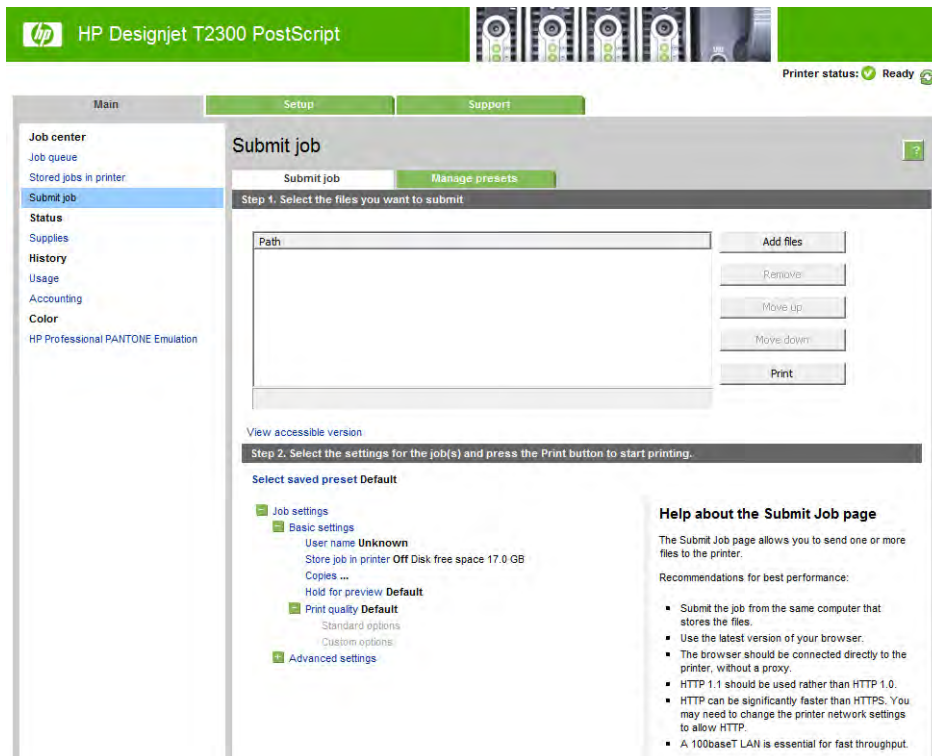 hp HP Designjet T2300 PostScript
Printer status: Ready
Main Setup Support
Job center
Job queue
Stored jobs in printer
Submit job
Status
Supplies
History
Usage
Accounting
Color
HP Professional PANTONE Emulation
Submit job
?
Submit job Manage presets
Step 1. Select the files you want to submit
Path
Add files
Remove
Move up
Move down
Print
View accessible version
Step 2. Select the settings for the job(s) and press the Print button to start printing.
Select saved preset Default
Job settings
Basic settings
User name Unknown
Store job in printer Off Disk free space 17.0 GB
Copies ...
Hold for preview Default
Print quality Default
Standard options
Custom options
Advanced settings
Help about the Submit Job page
The Submit Job page allows you to send one or more
files to the printer.
Recommendations for best performance:
▪ Submit the job from the same computer that
stores the files.
▪ Use the latest version of your browser.
▪ The browser should be connected directly to the
printer, without a proxy.
▪ HTTP 1.1 should be used rather than HTTP 1.0.
▪ HTTP can be significantly faster than HTTPS. You
may need to change the printer network settings
to allow HTTP.
▪ A 100baseT LAN is essential for fast throughput.